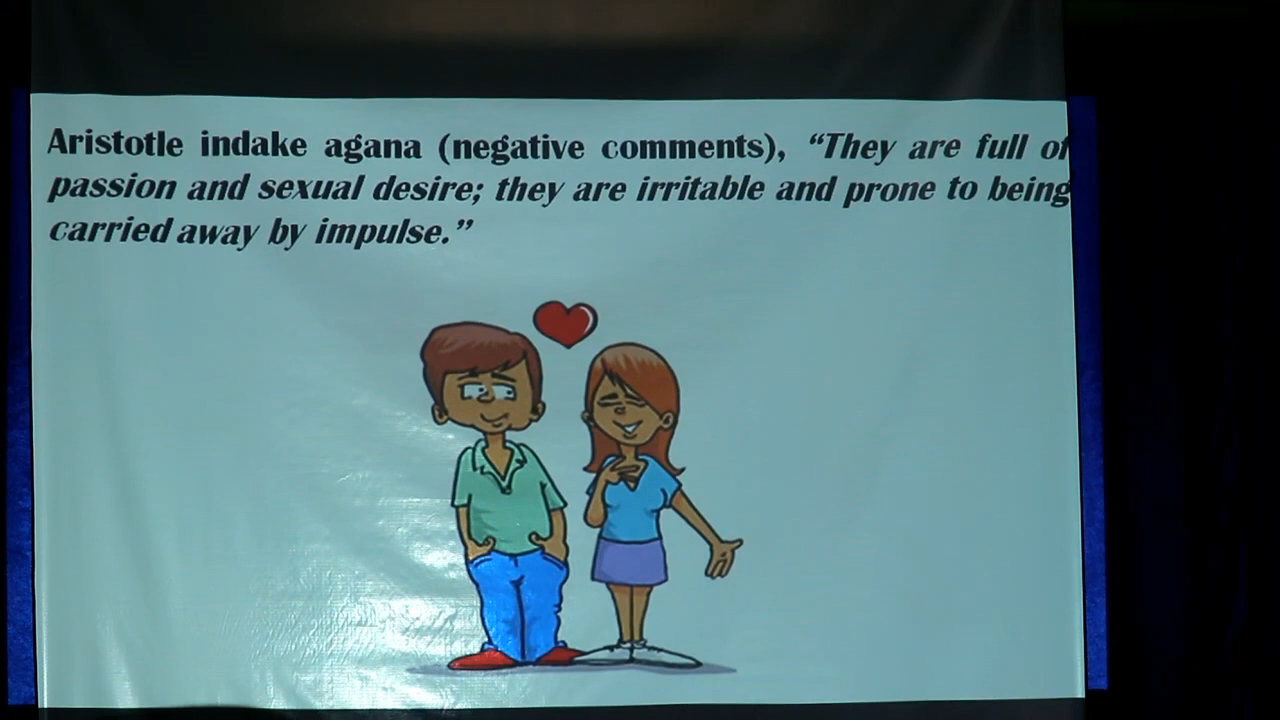 Aristotle indake agana (negative comments), “They are full of
passion and sexual desire; they are irritable and prone to being
carried away by impulse.”